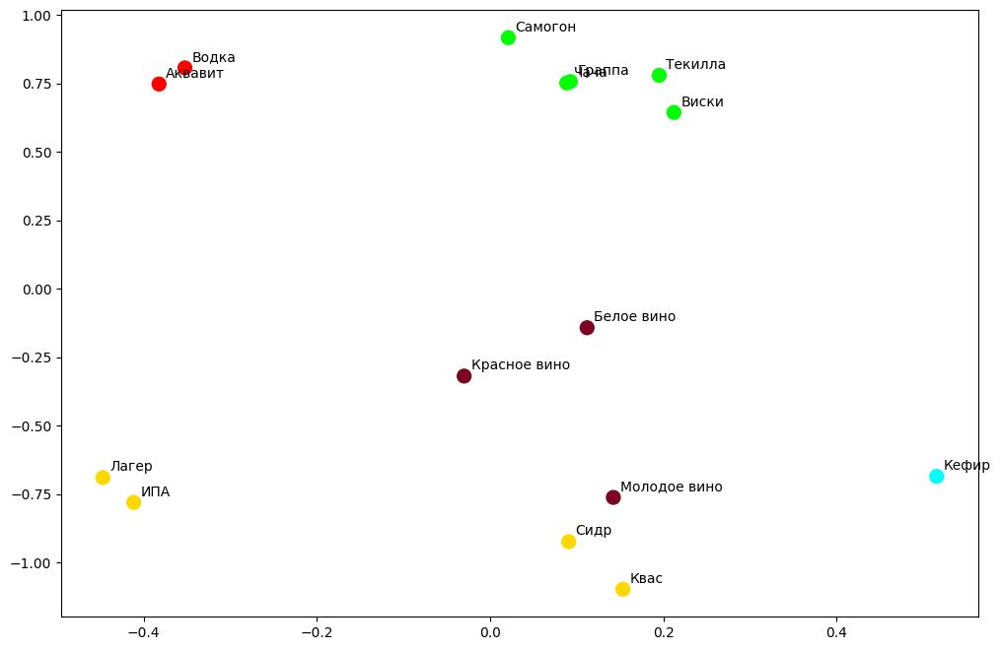 1.00
Самогон
Водка
Аквавит
Граппа
Чача
Текилла
0.75
Виски
0.50
0.25
0.00
Белое вино
−0.25
Красное вино
−0.50
Лагер
Кефир
ИПА
Молодое вино
−0.75
Сидр
Квас
−1.00
−0.4 −0.2 0.0 0.2 0.4